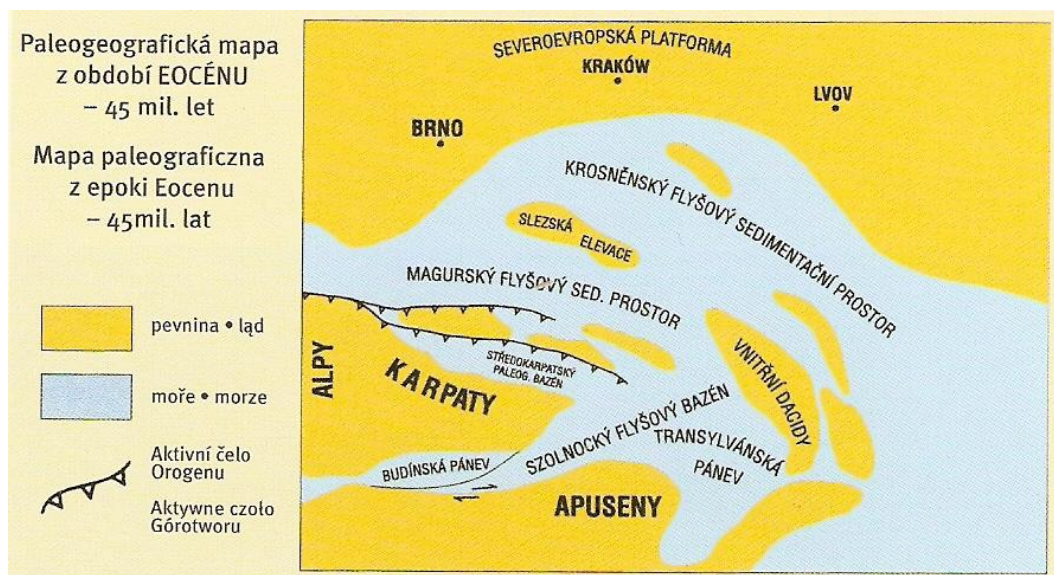 Paleogeografická mapa
z období EOCÉNU
– 45 mil. let
Mapa paleograficzna
z epoki Eocenu
– 45mil. lat
pevnina • ląd
moře • morze
Aktivní čelo
Orogenu
Aktywne czoło
Górotworu
SEVEROEVROPSKÁ PLATFORMA
KRAKÓW
LVOV
BRNO
KROSNĚNSKÝ FLYŠOVÝ SEDIMENTAČNÍ PROSTOR
SLEZSKÁ
ELEVACE
MAGURSKÝ FLYŠOVÝ SED. PROSTOR
ALPY
KARPATY
STŘEDOKARPATSKÝ
PALEOG. BAZÉN
VNITŘNÍ DACIDY
BUDÍNSKÁ PÁNEV
SZOLNOCKÝ FLYŠOVÝ BAZÉN
TRANSYLVÁNSKÁ
PÁNEV
APUSENY